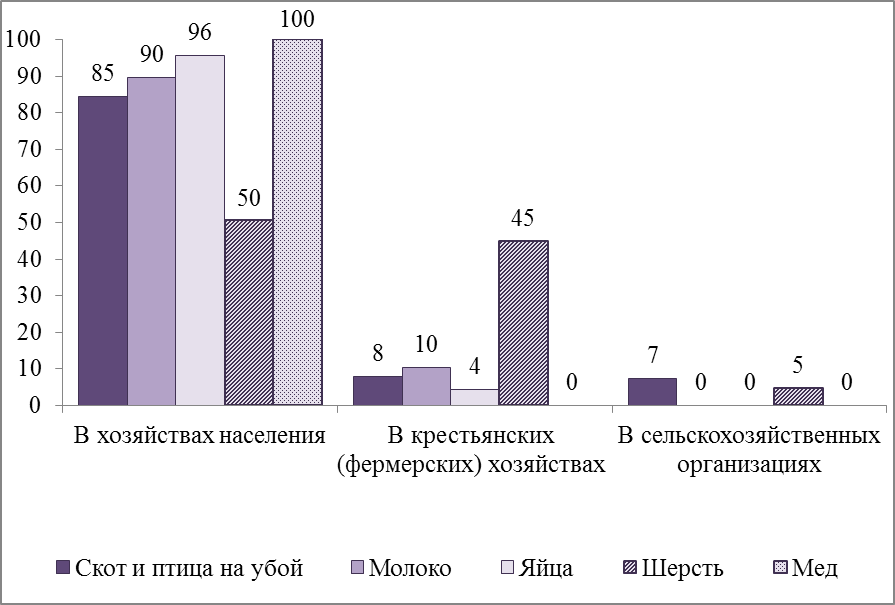 100
90
80
70
60
50
40
30
20
10
0
85
90
96
50
100
8
10
4
45
0
7
0
0
5
0
В хозяйствах населения
В крестьянских
(фермерских) хозяйствах
В сельскохозяйственных
организациях
Скот и птица на убой
Молоко
Яйца
Шерсть
Мед